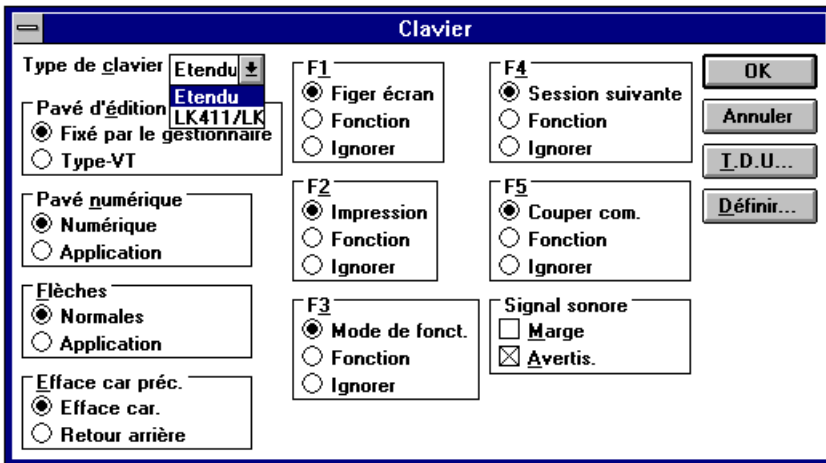 Clavier
Type de clavier Etendu
Etendu
LK411/LK
Pavé d'édition
Fixé par le gestionnaire
Type-VT
Pavé numérique
Numérique
Application
Flèches
Normales
Application
Efface car préc.
Efface car.
Retour arrière
F1
Figer écran
Fonction
Ignorer
F2
Impression
Fonction
Ignorer
F3
Mode de fonct.
Fonction
Ignorer
F4
Session suivante
Fonction
Ignorer
F5
Couper com.
Fonction
Ignorer
Signal sonore
Marge
Avertis.
OK
Annuler
T.D.U...
Définir...